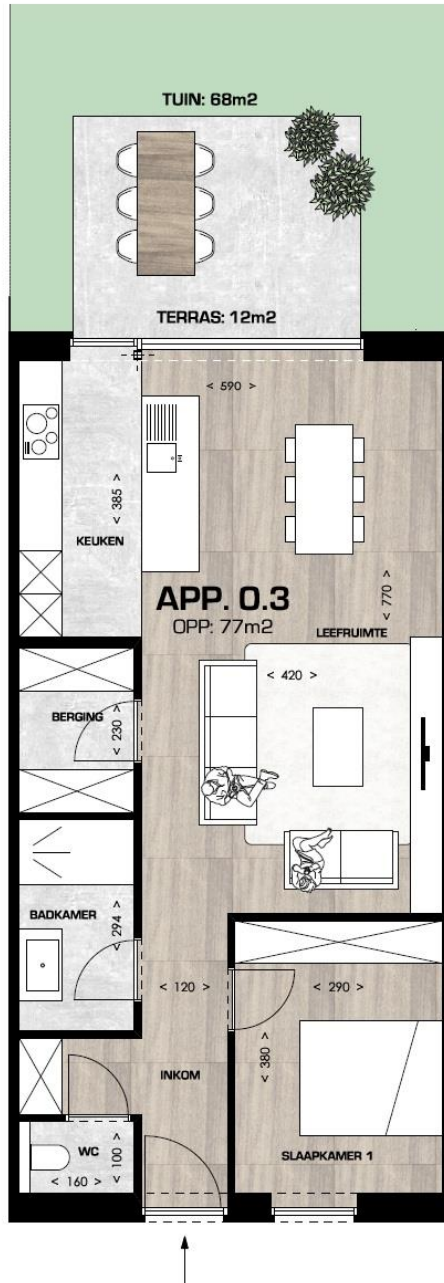 TUIN: 68m2
TERRAS: 12m2
< 590 >
< 385 >
KEUKEN
APP. 0.3
OPP: 77m2
< 770 >
LEEFRUIMTE
< 420 >
BERGING
< 230 >
BADKAMER
< 294 >
< 120 >
< 290 >
< 380 >
INKOM
WC
< 100 >
< 160 >
SLAAPKAMER 1